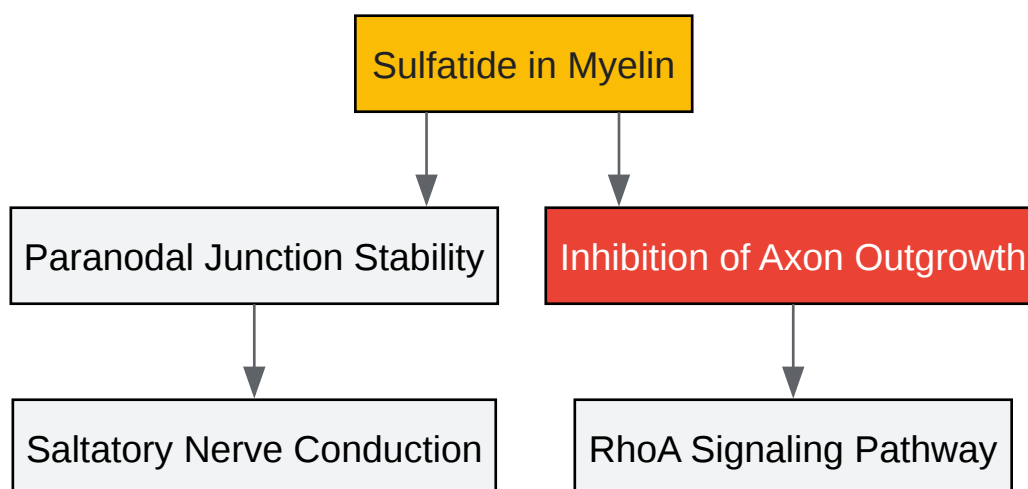 Sulfatide in Myelin
Paranodal Junction Stability
Inhibition of Axon Outgrowth
Saltatory Nerve Conduction
RhoA Signaling Pathway